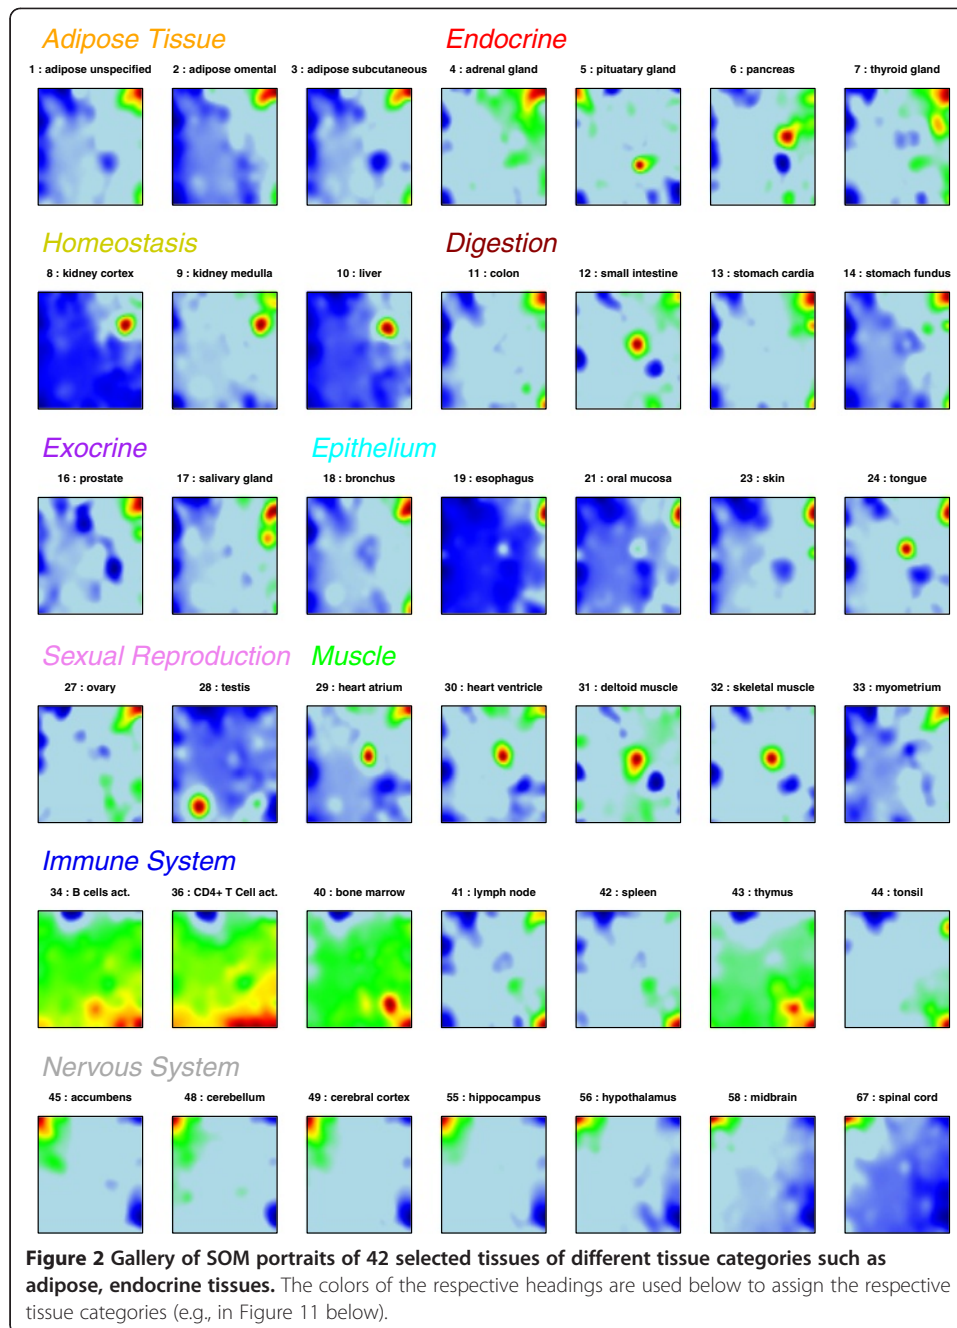 Adipose Tissue Endocrine
1 : adipose unspecified 2 : adipose omental 3 : adipose subcutaneous 4 : adrenal gland 5 : pituatary gland 6 : pancreas 7 : thyroid gland
Homeostasis Digestion
8 : kidney cortex 9 : kidney medulla 10 : liver 11 : colon 12 : small intestine 13 : stomach cardia 14 : stomach fundus
Exocrine Epithelium
16 : prostate 17 : salivary gland 18 : bronchus 19 : esophagus 21 : oral mucosa 23 : skin 24 : tongue
Sexual Reproduction Muscle
27 : ovary 28 : testis 29 : heart atrium 30 : heart ventricle 31 : deltoid muscle 32 : skeletal muscle 33 : myometrium
Immune System
34 : B cells act. 36 : CD4+ T Cell act. 40 : bone marrow 41 : lymph node 42 : spleen 43 : thymus 44 : tonsil
Nervous System
45 : accumbens 48 : cerebellum 49 : cerebral cortex 55 : hippocampus 56 : hypothalamus 58 : midbrain 67 : spinal cord
Figure 2 Gallery of SOM portraits of 42 selected tissues of different tissue categories such as
adipose, endocrine tissues. The colors of the respective headings are used below to assign the respective
tissue categories (e.g., in Figure 11 below).